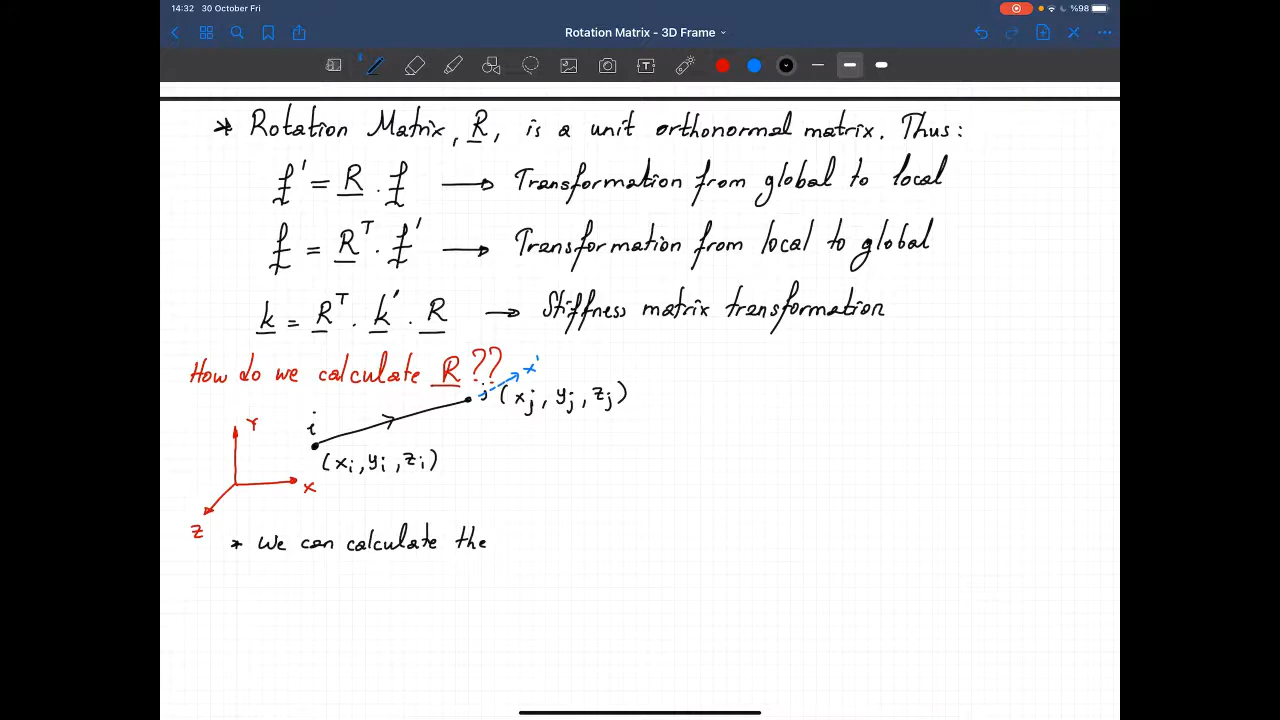 14:32 30 October Fri
%98
Rotation Matrix - 3D Frame
* Rotation Matrix, R, is a unit orthonormal matrix. Thus:
f' = R . f → Transformation from global to local
f = Rᵀ . f' → Transformation from local to global
k = Rᵀ . k' . R → Stiffness matrix transformation
How do we calculate R ??
x'
j (xj, yj, zj)
i
Y
(xi, yi, zi)
X
Z
* We can calculate the